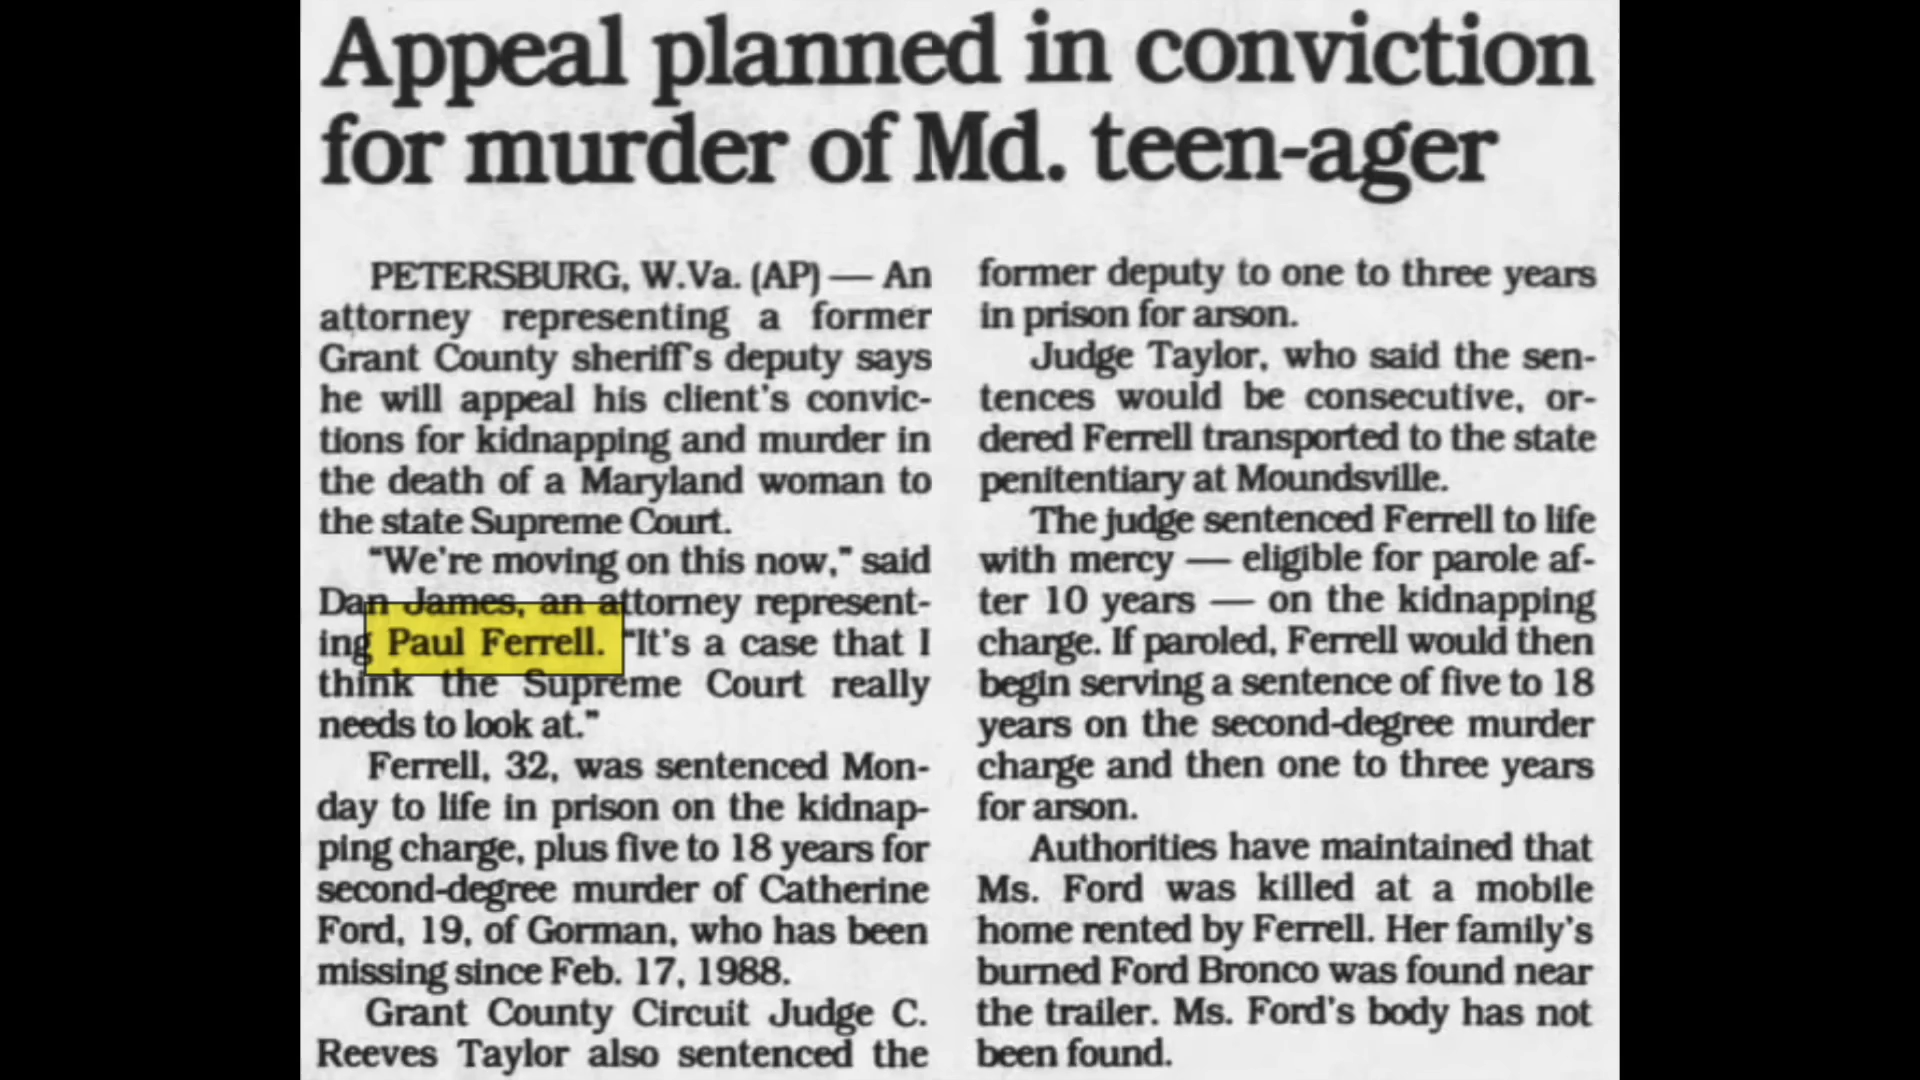 Appeal planned in conviction
for murder of Md. teen-ager
PETERSBURG, W.Va. (AP) — An
attorney representing a former
Grant County sheriff's deputy says
he will appeal his client's convic-
tions for kidnapping and murder in
the death of a Maryland woman to
the state Supreme Court.
"We're moving on this now," said
Dan James, an attorney represent-
ing Paul Ferrell. "It's a case that I
think the Supreme Court really
needs to look at."
Ferrell, 32, was sentenced Mon-
day to life in prison on the kidnap-
ping charge, plus five to 18 years for
second-degree murder of Catherine
Ford, 19, of Gorman, who has been
missing since Feb. 17, 1988.
Grant County Circuit Judge C.
Reeves Taylor also sentenced the
former deputy to one to three years
in prison for arson.
Judge Taylor, who said the sen-
tences would be consecutive, or-
dered Ferrell transported to the state
penitentiary at Moundsville.
The judge sentenced Ferrell to life
with mercy — eligible for parole af-
ter 10 years — on the kidnapping
charge. If paroled, Ferrell would then
begin serving a sentence of five to 18
years on the second-degree murder
charge and then one to three years
for arson.
Authorities have maintained that
Ms. Ford was killed at a mobile
home rented by Ferrell. Her family's
burned Ford Bronco was found near
the trailer. Ms. Ford's body has not
been found.